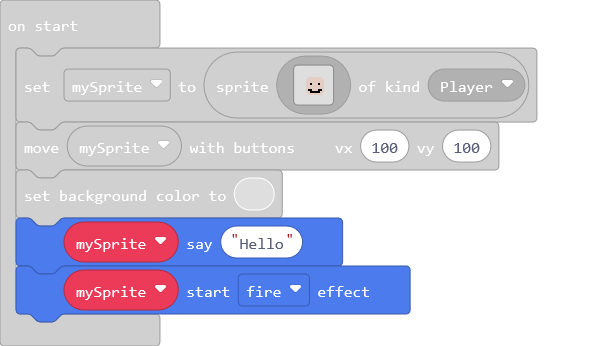 on start
set mySprite to sprite of kind Player
move mySprite with buttons vx 100 vy 100
set background color to
mySprite say "Hello"
mySprite start fire effect